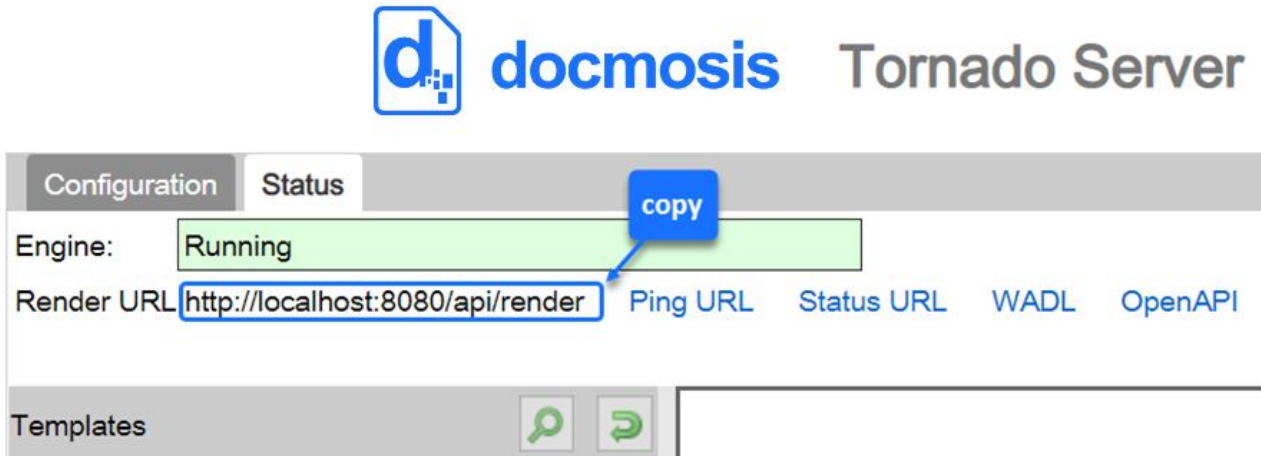 d docmosis Tornado Server
Configuration Status
copy
Engine: Running
Render URL http://localhost:8080/api/render Ping URL Status URL WADL OpenAPI
Templates